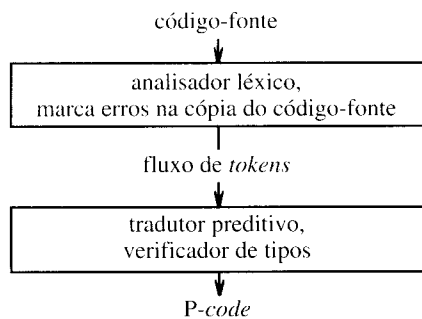 código-fonte
analisador léxico,
marca erros na cópia do código-fonte
fluxo de tokens
tradutor preditivo,
verificador de tipos
P-code